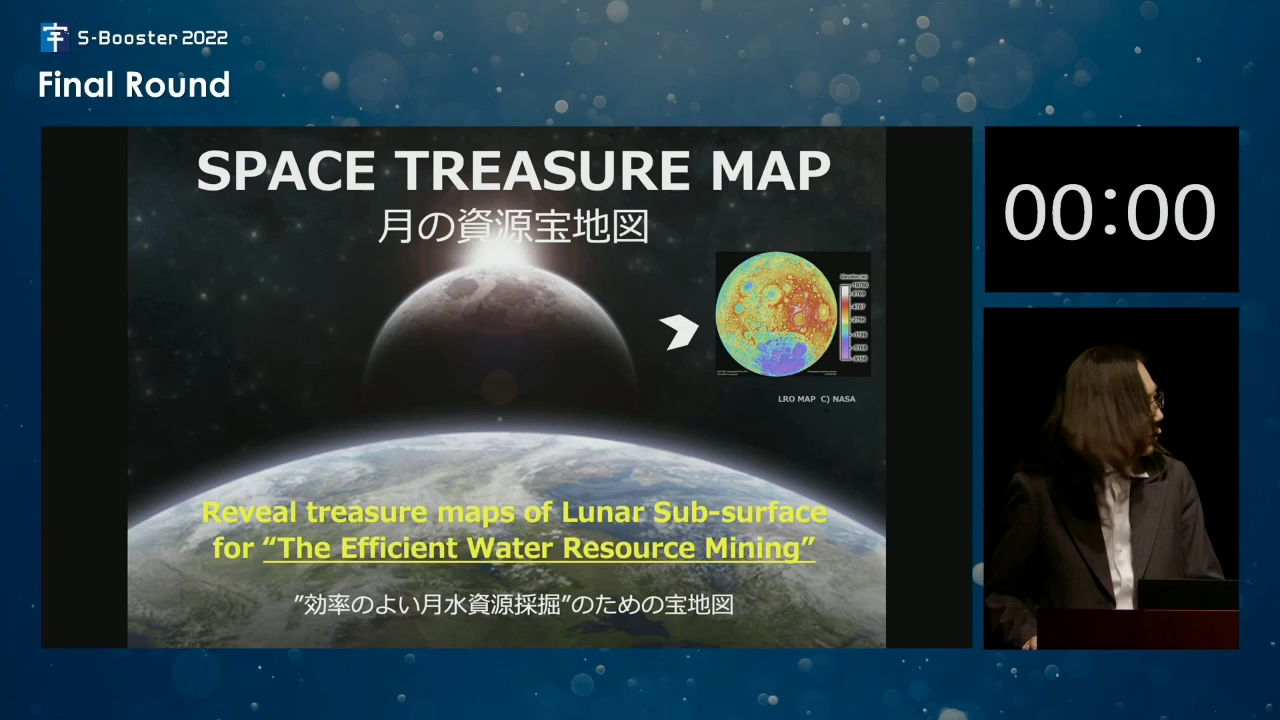 S-Booster 2022
Final Round
SPACE TREASURE MAP
月の資源宝地図
00:00
LRO MAP C) NASA
Reveal treasure maps of Lunar Sub-surface
for “The Efficient Water Resource Mining”
”効率のよい月水資源採掘”のための宝地図